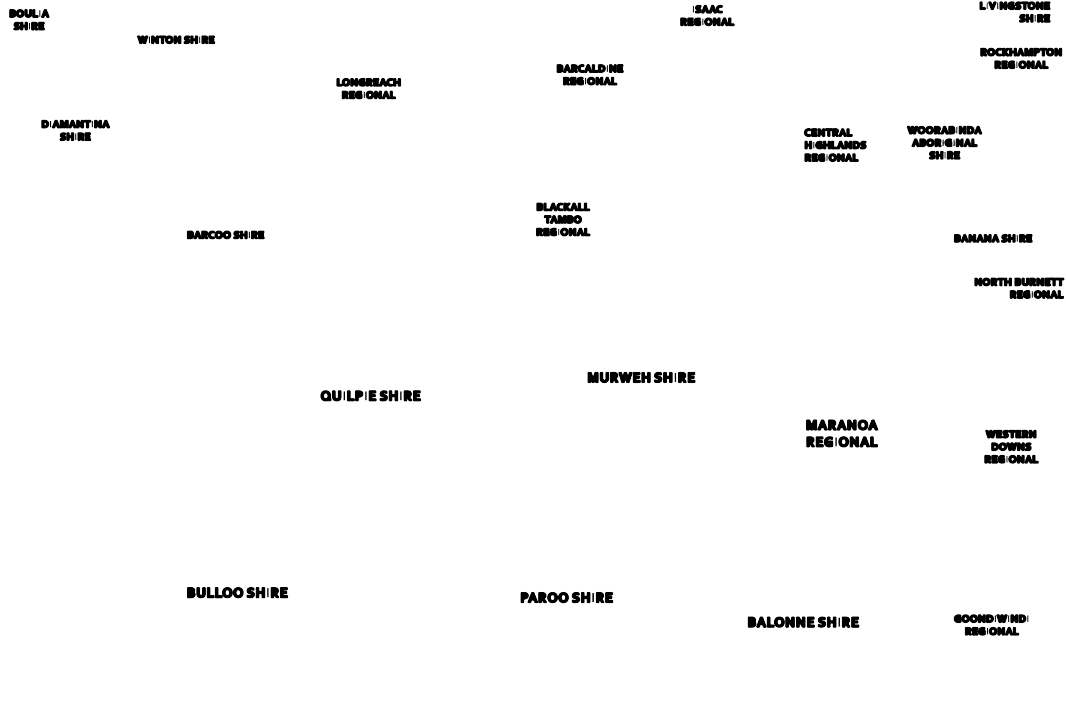 BOULIA
SHIRE
WINTON SHIRE
ISAAC
REGIONAL
LIVINGSTONE
SHIRE
ROCKHAMPTON
REGIONAL
LONGREACH
REGIONAL
BARCALDINE
REGIONAL
DIAMANTINA
SHIRE
CENTRAL
HIGHLANDS
REGIONAL
WOORABINDA
ABORIGINAL
SHIRE
BARCOO SHIRE
BLACKALL
TAMBO
REGIONAL
BANANA SHIRE
NORTH BURNETT
REGIONAL
QUILPIE SHIRE
MURWEH SHIRE
MARANOA
REGIONAL
WESTERN
DOWNS
REGIONAL
BULLOO SHIRE
PAROO SHIRE
BALONNE SHIRE
GOONDIWINDI
REGIONAL